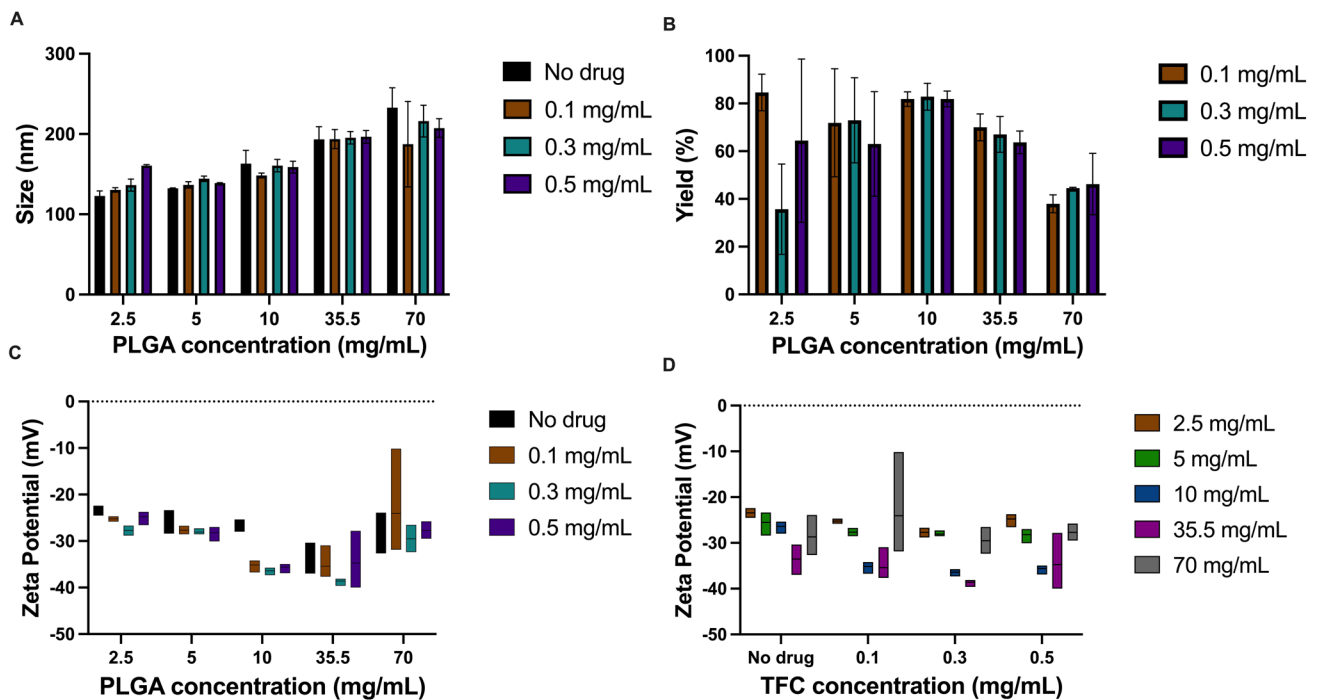 A
Size (nm)
300
200
100
0
2.5 5 10 35.5 70
PLGA concentration (mg/mL)
No drug
0.1 mg/mL
0.3 mg/mL
0.5 mg/mL
B
Yield (%)
100
80
60
40
20
0
2.5 5 10 35.5 70
PLGA concentration (mg/mL)
0.1 mg/mL
0.3 mg/mL
0.5 mg/mL
C
Zeta Potential (mV)
0
-10
-20
-30
-40
-50
2.5 5 10 35.5 70
PLGA concentration (mg/mL)
No drug
0.1 mg/mL
0.3 mg/mL
0.5 mg/mL
D
Zeta Potential (mV)
0
-10
-20
-30
-40
-50
No drug 0.1 0.3 0.5
TFC concentration (mg/mL)
2.5 mg/mL
5 mg/mL
10 mg/mL
35.5 mg/mL
70 mg/mL